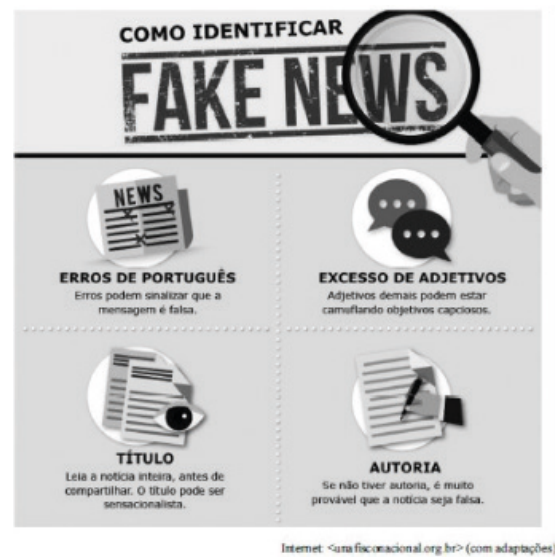 COMO IDENTIFICAR
FAKE NEWS
NEWS
ERROS DE PORTUGUÊS
Erros podem sinalizar que a
mensagem é falsa.
EXCESSO DE ADJETIVOS
Adjetivos demais podem estar
camuflando objetivos capciosos.
TÍTULO
Leia a notícia inteira, antes de
compartilhar. O título pode ser
sensacionalista.
AUTORIA
Se não tiver autoria, é muito
provável que a notícia seja falsa.
Internet: <unafisconacional.org.br> (com adaptações)